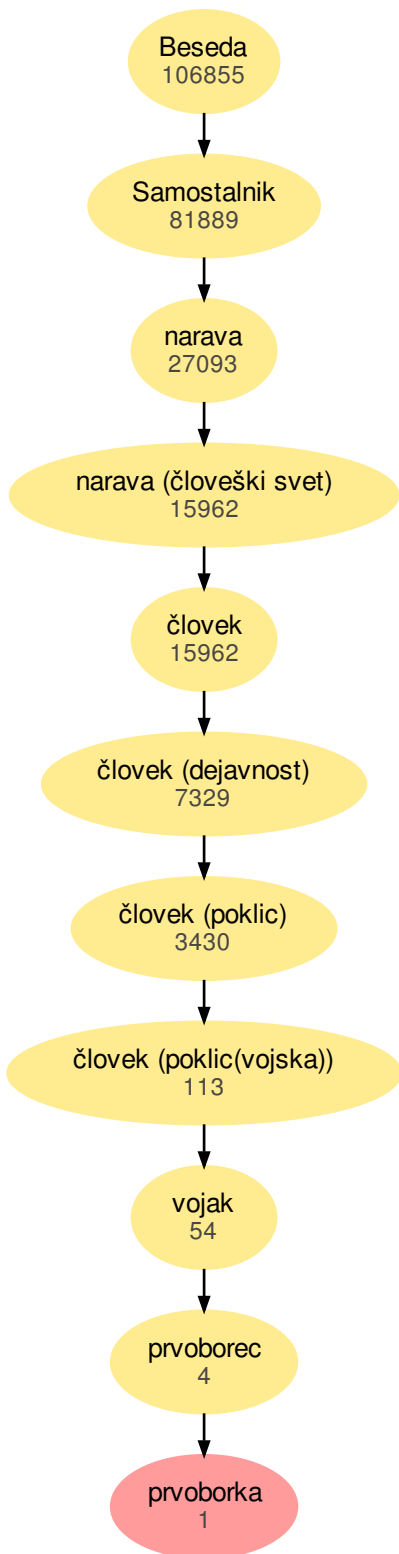 Beseda
106855
Samostalnik
81889
narava
27093
narava (človeški svet)
15962
človek
15962
človek (dejavnost)
7329
človek (poklic)
3430
človek (poklic(vojska))
113
vojak
54
prvoborec
4
prvoborka
1